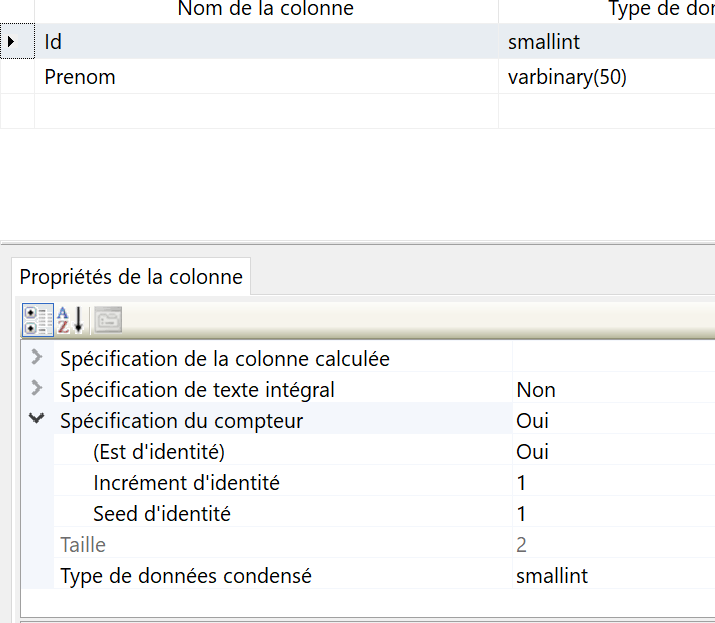 Nom de la colonne Type de dor
Id smallint
Prenom varbinary(50)
Propriétés de la colonne
Spécification de la colonne calculée
Spécification de texte intégral Non
Spécification du compteur Oui
(Est d'identité) Oui
Incrément d'identité 1
Seed d'identité 1
Taille 2
Type de données condensé smallint